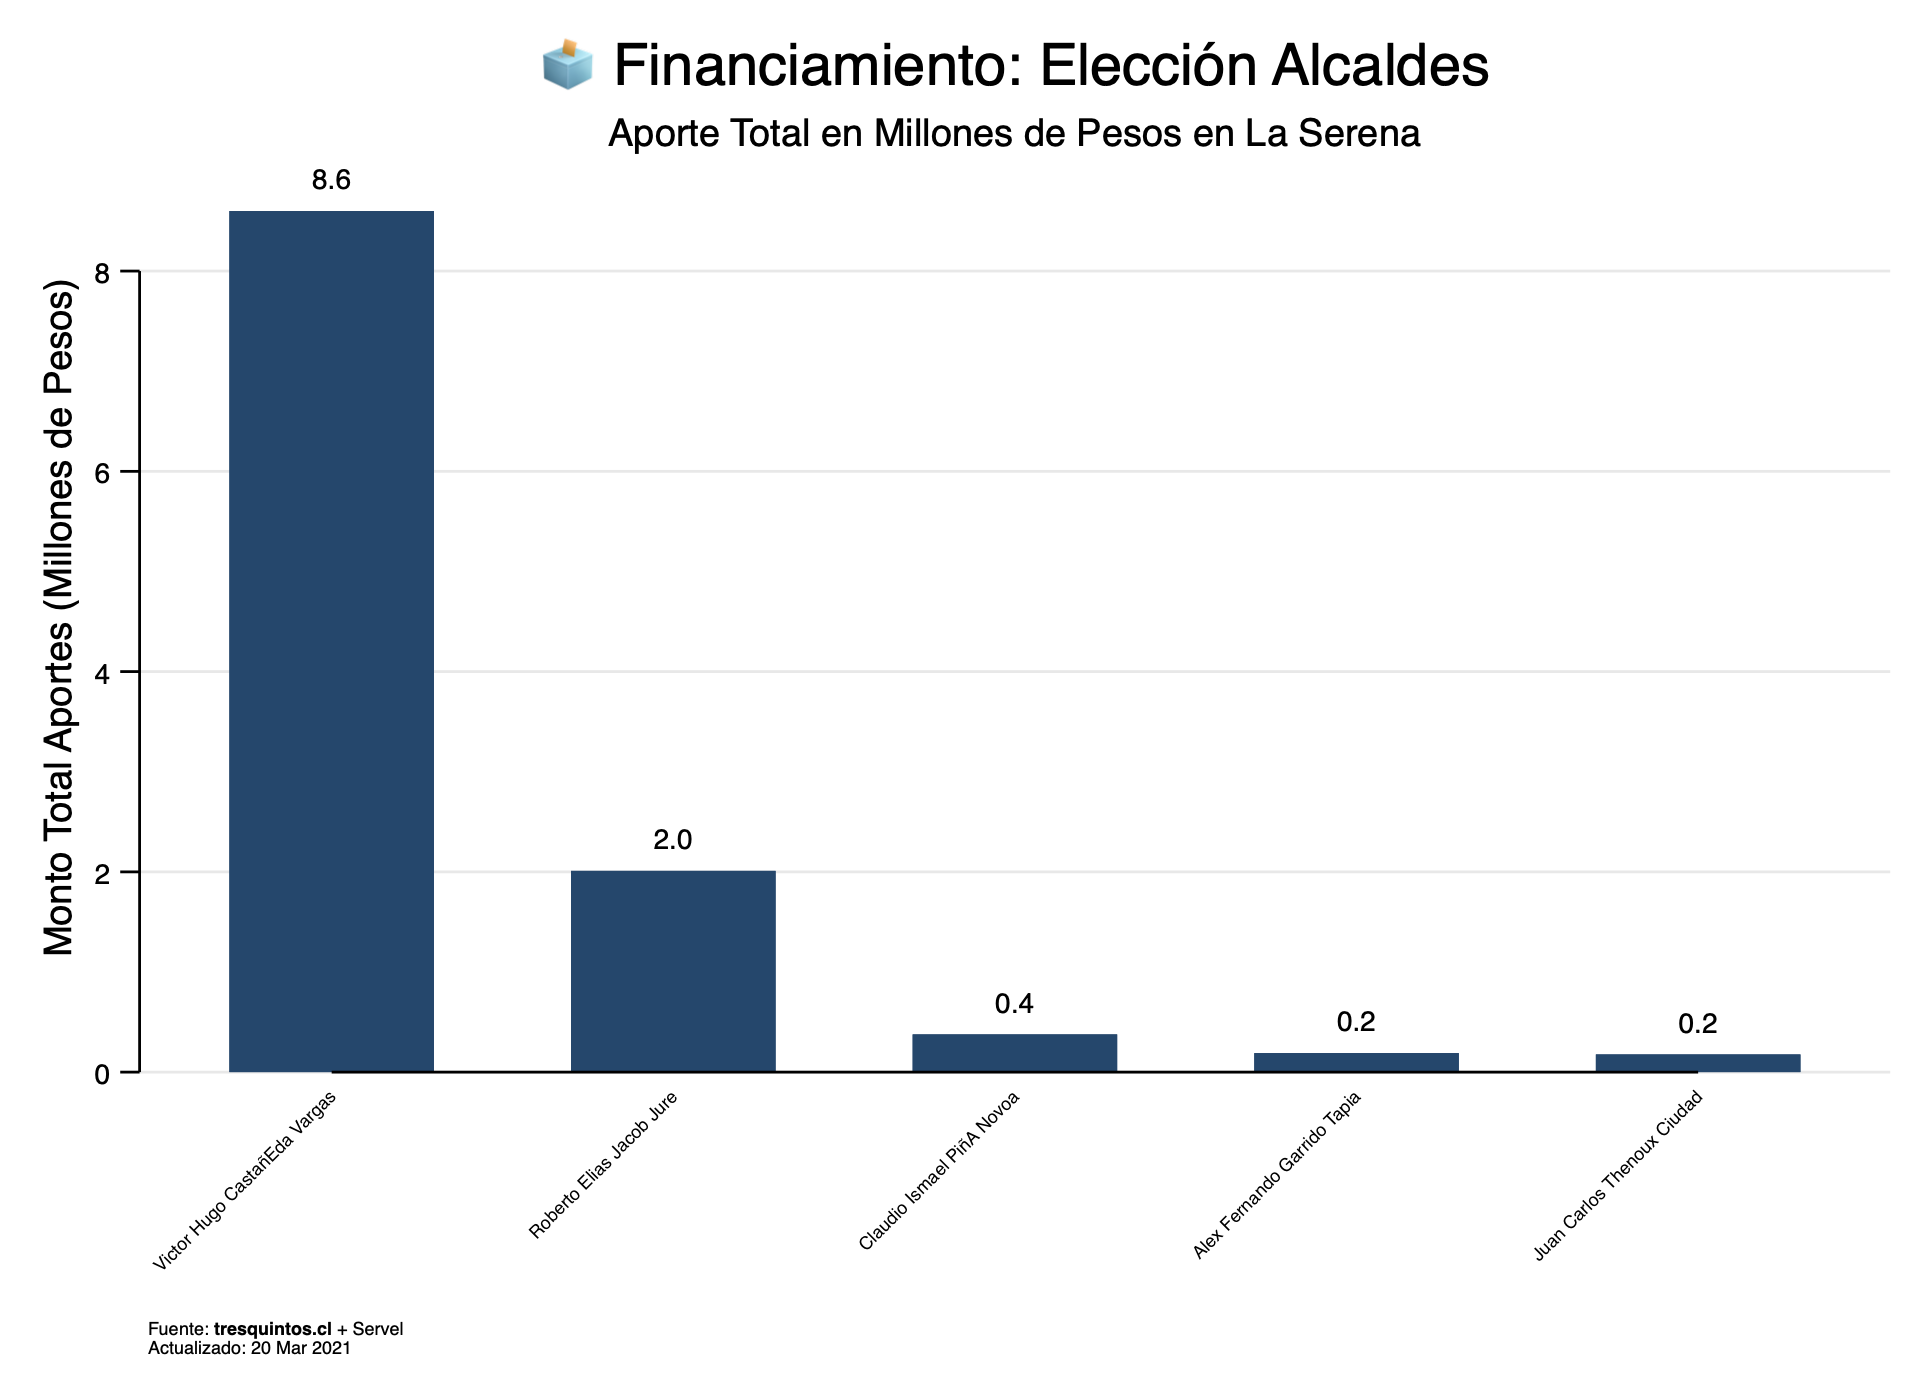 Financiamiento: Elección Alcaldes
Aporte Total en Millones de Pesos en La Serena
Monto Total Aportes (Millones de Pesos)
8
6
4
2
0
8.6
2.0
0.4
0.2
0.2
Victor Hugo CastañEda Vargas
Roberto Elias Jacob Jure
Claudio Ismael PiñA Novoa
Alex Fernando Garrido Tapia
Juan Carlos Thenoux Ciudad
Fuente: tresquintos.cl + Servel
Actualizado: 20 Mar 2021